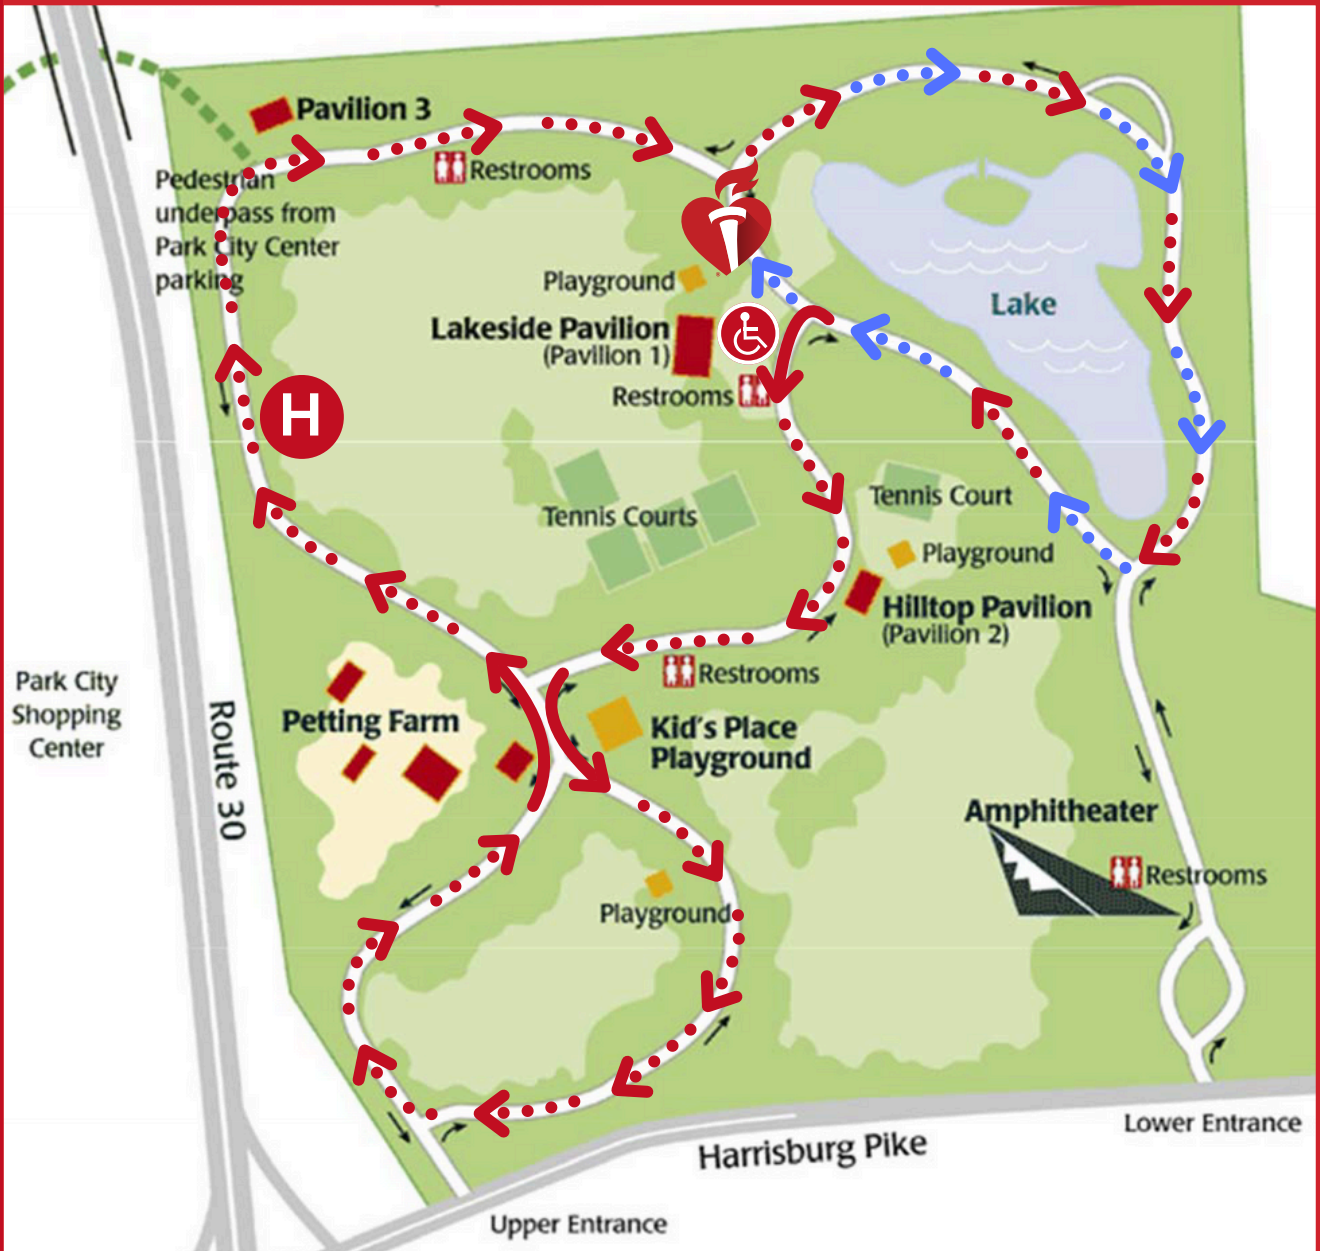 Pavilion 3
Restrooms
Pedestrian
underpass from
Park City Center
parking
Playground
Lake
Lakeside Pavilion
(Pavilion 1)
Restrooms
H
Tennis Court
Tennis Courts
Playground
Hilltop Pavilion
(Pavilion 2)
Restrooms
Park City
Shopping
Center
Route 30
Petting Farm
Kid's Place
Playground
Amphitheater
Restrooms
Playground
Lower Entrance
Harrisburg Pike
Upper Entrance